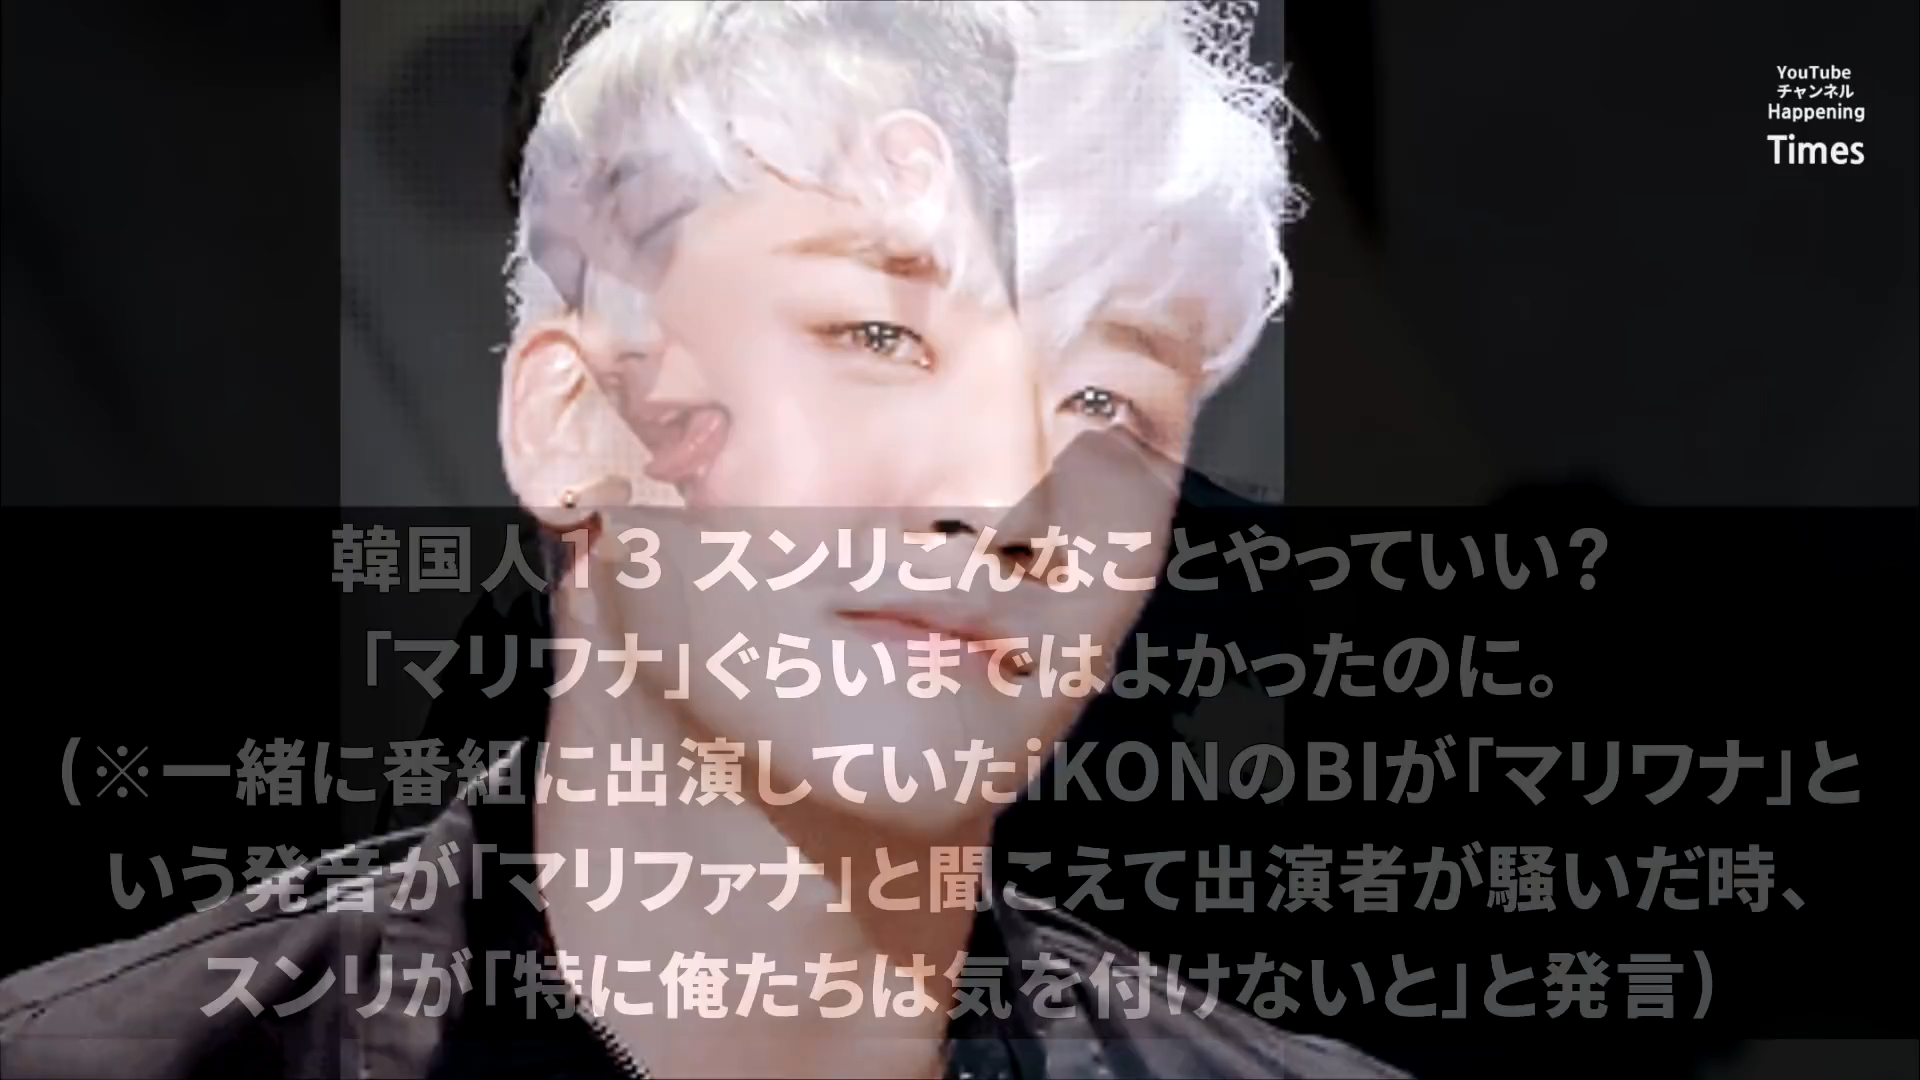 YouTube
チャンネル
Happening
Times
韓国人13 スンリこんなことやっていい?
「マリワナ」ぐらいまではよかったのに。
(※一緒に番組に出演していたiKONのBIが「マリワナ」と
いう発音が「マリファナ」と聞こえて出演者が騒いだ時、
スンリが「特に俺たちは気を付けないと」と発言)